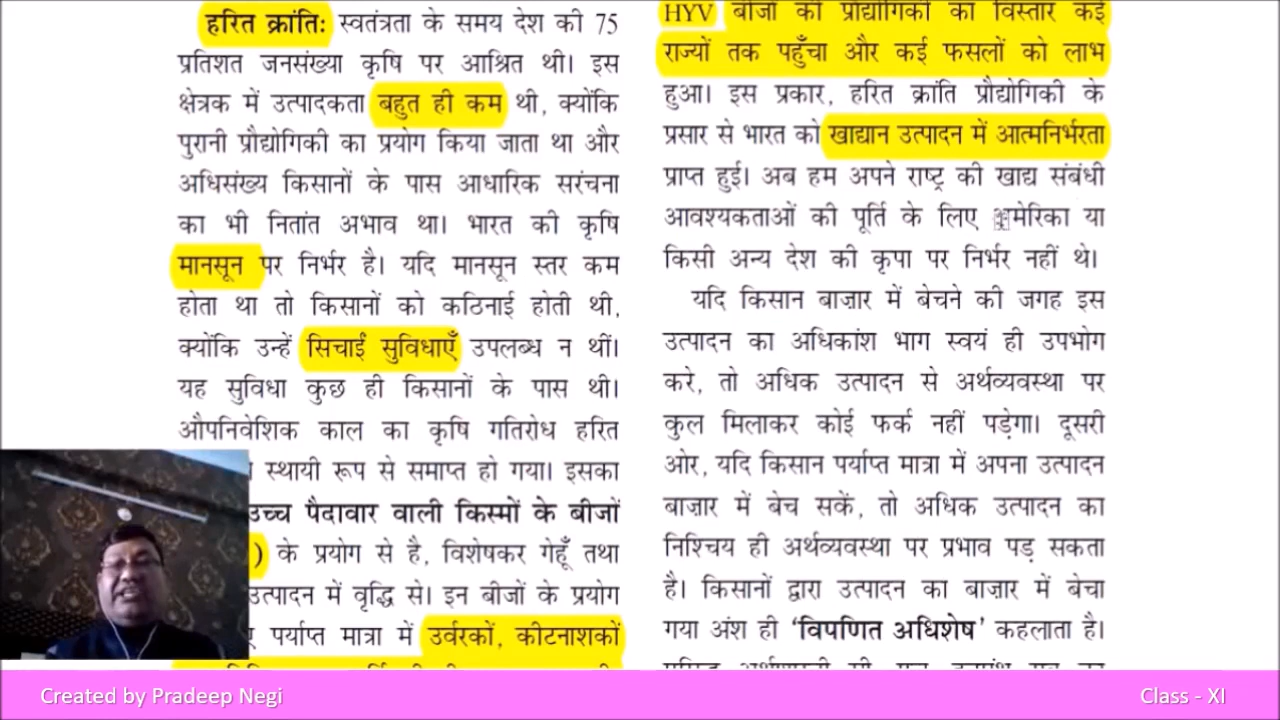 हरित क्रांतिः स्वतंत्रता के समय देश की 75
प्रतिशत जनसंख्या कृषि पर आश्रित थी। इस
क्षेत्रक में उत्पादकता बहुत ही कम थी, क्योंकि
पुरानी प्रौद्योगिकी का प्रयोग किया जाता था और
अधिसंख्य किसानों के पास आधारिक सरंचना
का भी नितांत अभाव था। भारत की कृषि
मानसून पर निर्भर है। यदि मानसून स्तर कम
होता था तो किसानों को कठिनाई होती थी,
क्योंकि उन्हें सिचाईं सुविधाएँ उपलब्ध न थीं।
यह सुविधा कुछ ही किसानों के पास थी।
औपनिवेशिक काल का कृषि गतिरोध हरित
स्थायी रूप से समाप्त हो गया। इसका
उच्च पैदावार वाली किस्मों के बीजों
) के प्रयोग से है, विशेषकर गेहूँ तथा
उत्पादन में वृद्धि से। इन बीजों के प्रयोग
पर्याप्त मात्रा में उर्वरकों, कीटनाशकों
HYV बीजों की प्रौद्योगिकी का विस्तार कई
राज्यों तक पहुँचा और कई फसलों को लाभ
हुआ। इस प्रकार, हरित क्रांति प्रौद्योगिकी के
प्रसार से भारत को खाद्यान उत्पादन में आत्मनिर्भरता
प्राप्त हुई। अब हम अपने राष्ट्र की खाद्य संबंधी
आवश्यकताओं की पूर्ति के लिए अमेरिका या
किसी अन्य देश की कृपा पर निर्भर नहीं थे।
यदि किसान बाज़ार में बेचने की जगह इस
उत्पादन का अधिकांश भाग स्वयं ही उपभोग
करे, तो अधिक उत्पादन से अर्थव्यवस्था पर
कुल मिलाकर कोई फर्क नहीं पड़ेगा। दूसरी
ओर, यदि किसान पर्याप्त मात्रा में अपना उत्पादन
बाज़ार में बेच सकें, तो अधिक उत्पादन का
निश्चिय ही अर्थव्यवस्था पर प्रभाव पड़ सकता
है। किसानों द्वारा उत्पादन का बाज़ार में बेचा
गया अंश ही ‘विपणित अधिशेष’ कहलाता है।
Created by Pradeep Negi
Class - XI